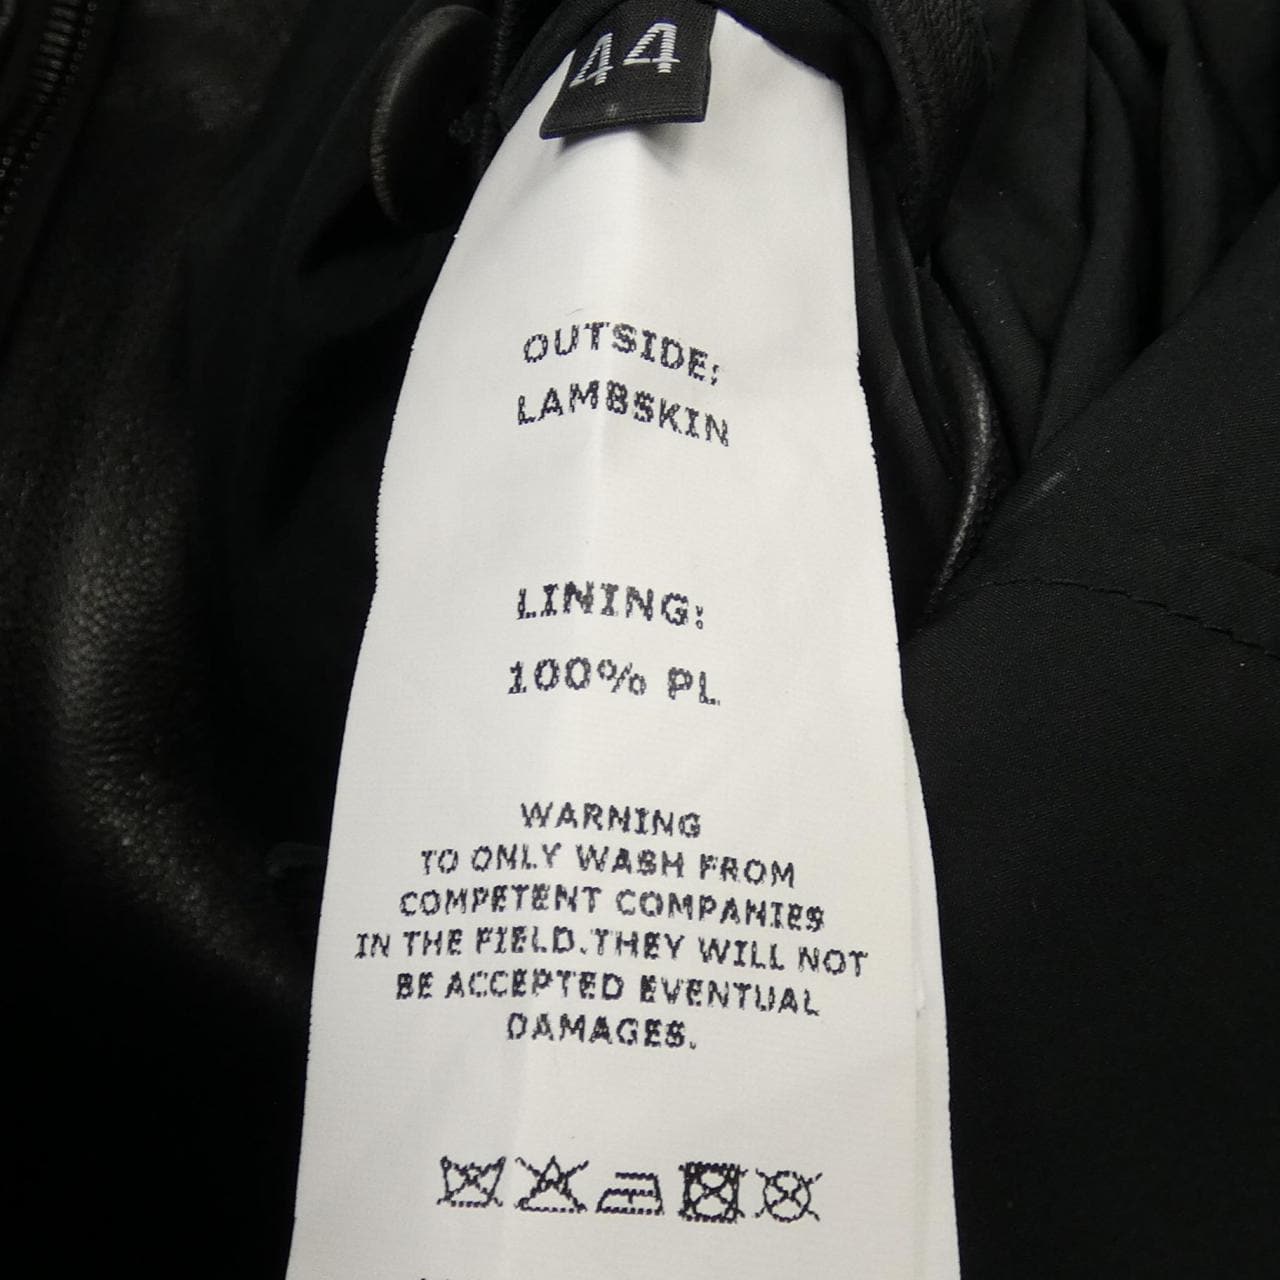 44
OUTSIDE:
LAMBSKIN
LINING:
100% PL
WARNING
TO ONLY WASH FROM
COMPETENT COMPANIES
IN THE FIELD.THEY WILL NOT
BE ACCEPTED EVENTUAL
DAMAGES.